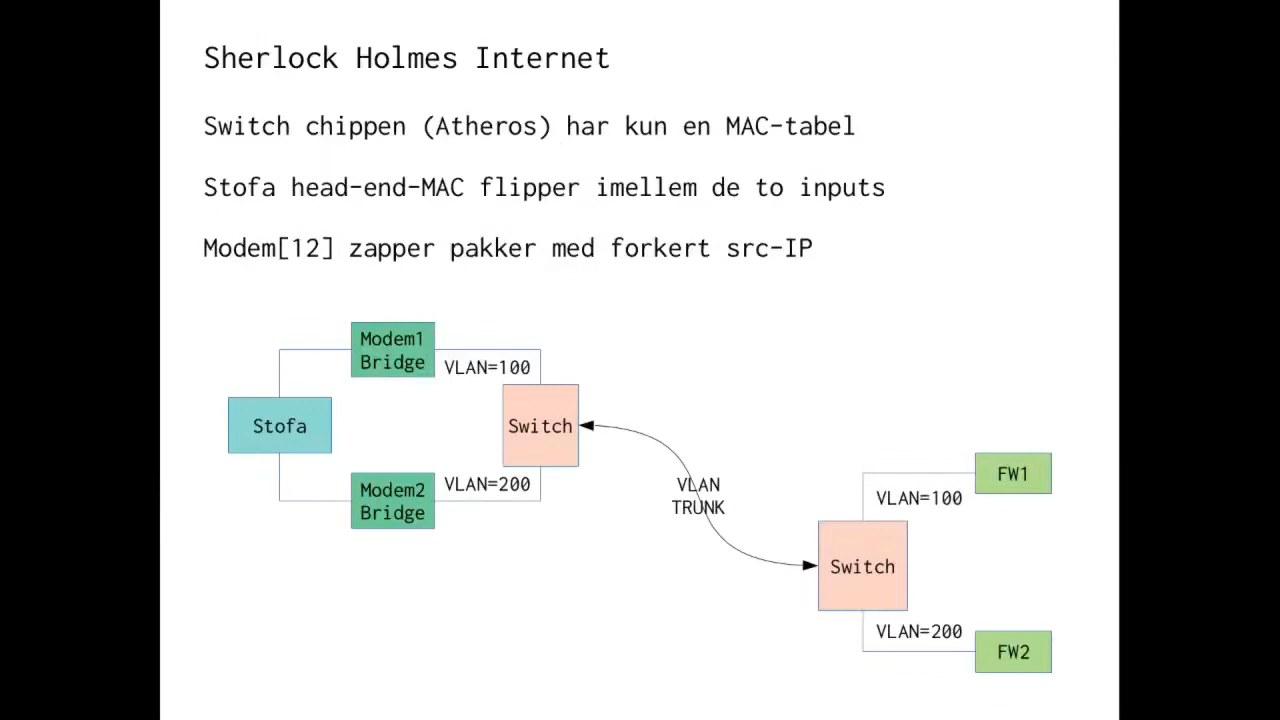 Sherlock Holmes Internet
Switch chippen (Atheros) har kun en MAC-tabel
Stofa head-end-MAC flipper imellem de to inputs
Modem[12] zapper pakker med forkert src-IP
Modem1
Bridge
VLAN=100
Stofa
Switch
Modem2
Bridge
VLAN=200
VLAN
TRUNK
FW1
VLAN=100
Switch
VLAN=200
FW2